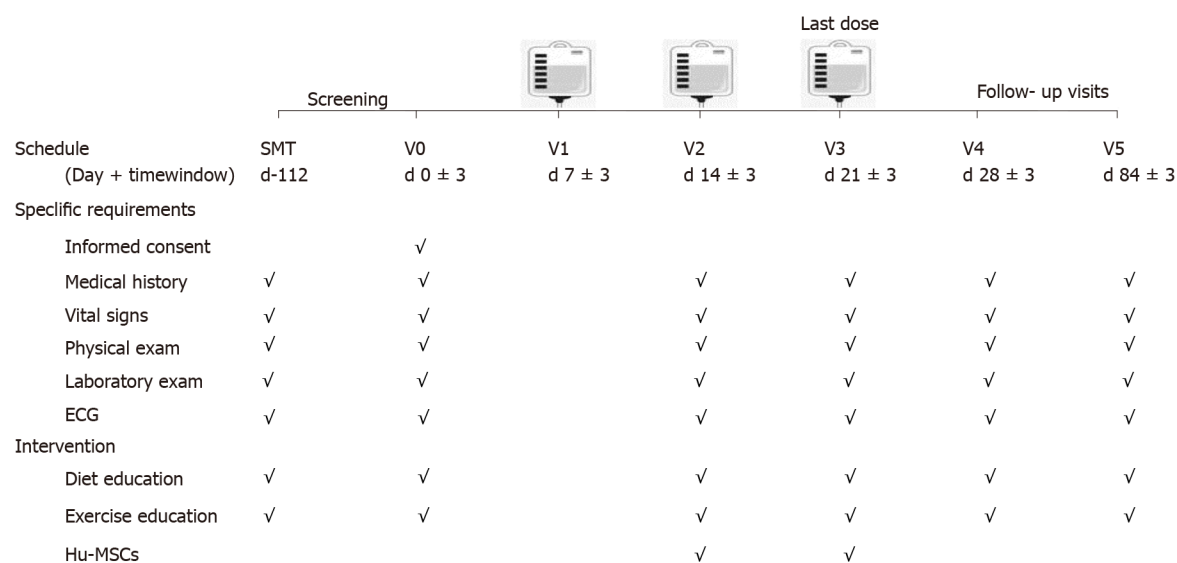 Last dose
Screening
Follow- up visits
Schedule SMT V0 V1 V2 V3 V4 V5
(Day + timewindow) d-112 d 0 ± 3 d 7 ± 3 d 14 ± 3 d 21 ± 3 d 28 ± 3 d 84 ± 3
Speclific requirements
Informed consent √
Medical history √ √ √ √ √ √
Vital signs √ √ √ √ √ √
Physical exam √ √ √ √ √ √
Laboratory exam √ √ √ √ √ √
ECG √ √ √ √ √ √
Intervention
Diet education √ √ √ √ √ √
Exercise education √ √ √ √ √ √
Hu-MSCs √ √